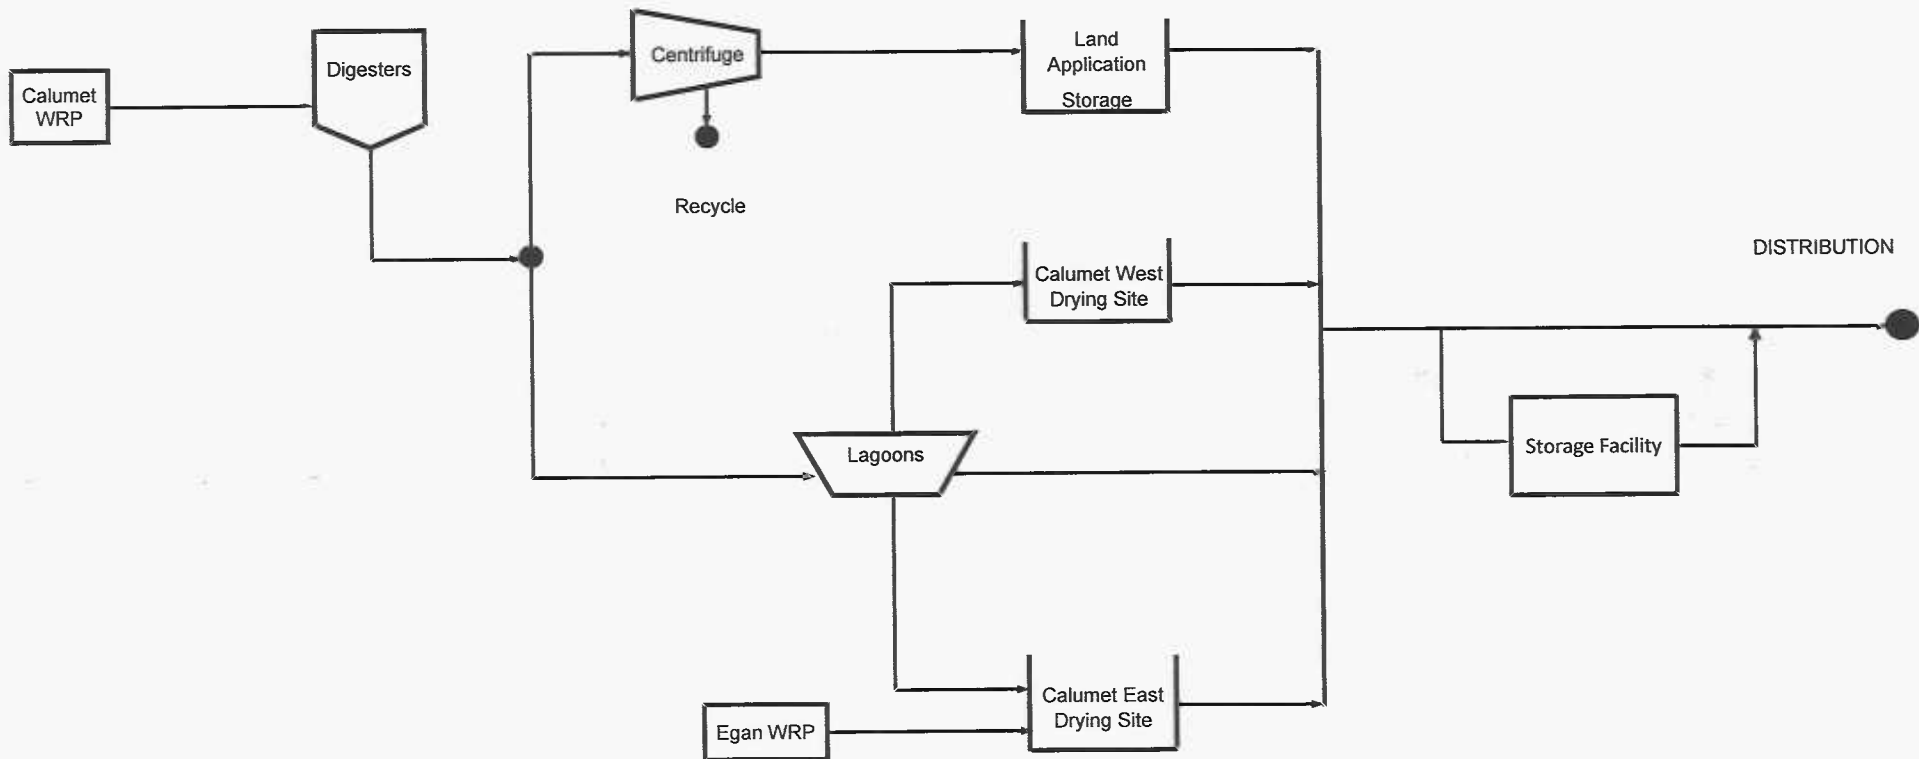 Calumet
WRP
Digesters
Centrifuge
Recycle
Land
Application
Storage
Calumet West
Drying Site
Lagoons
Egan WRP
Calumet East
Drying Site
DISTRIBUTION
Storage Facility